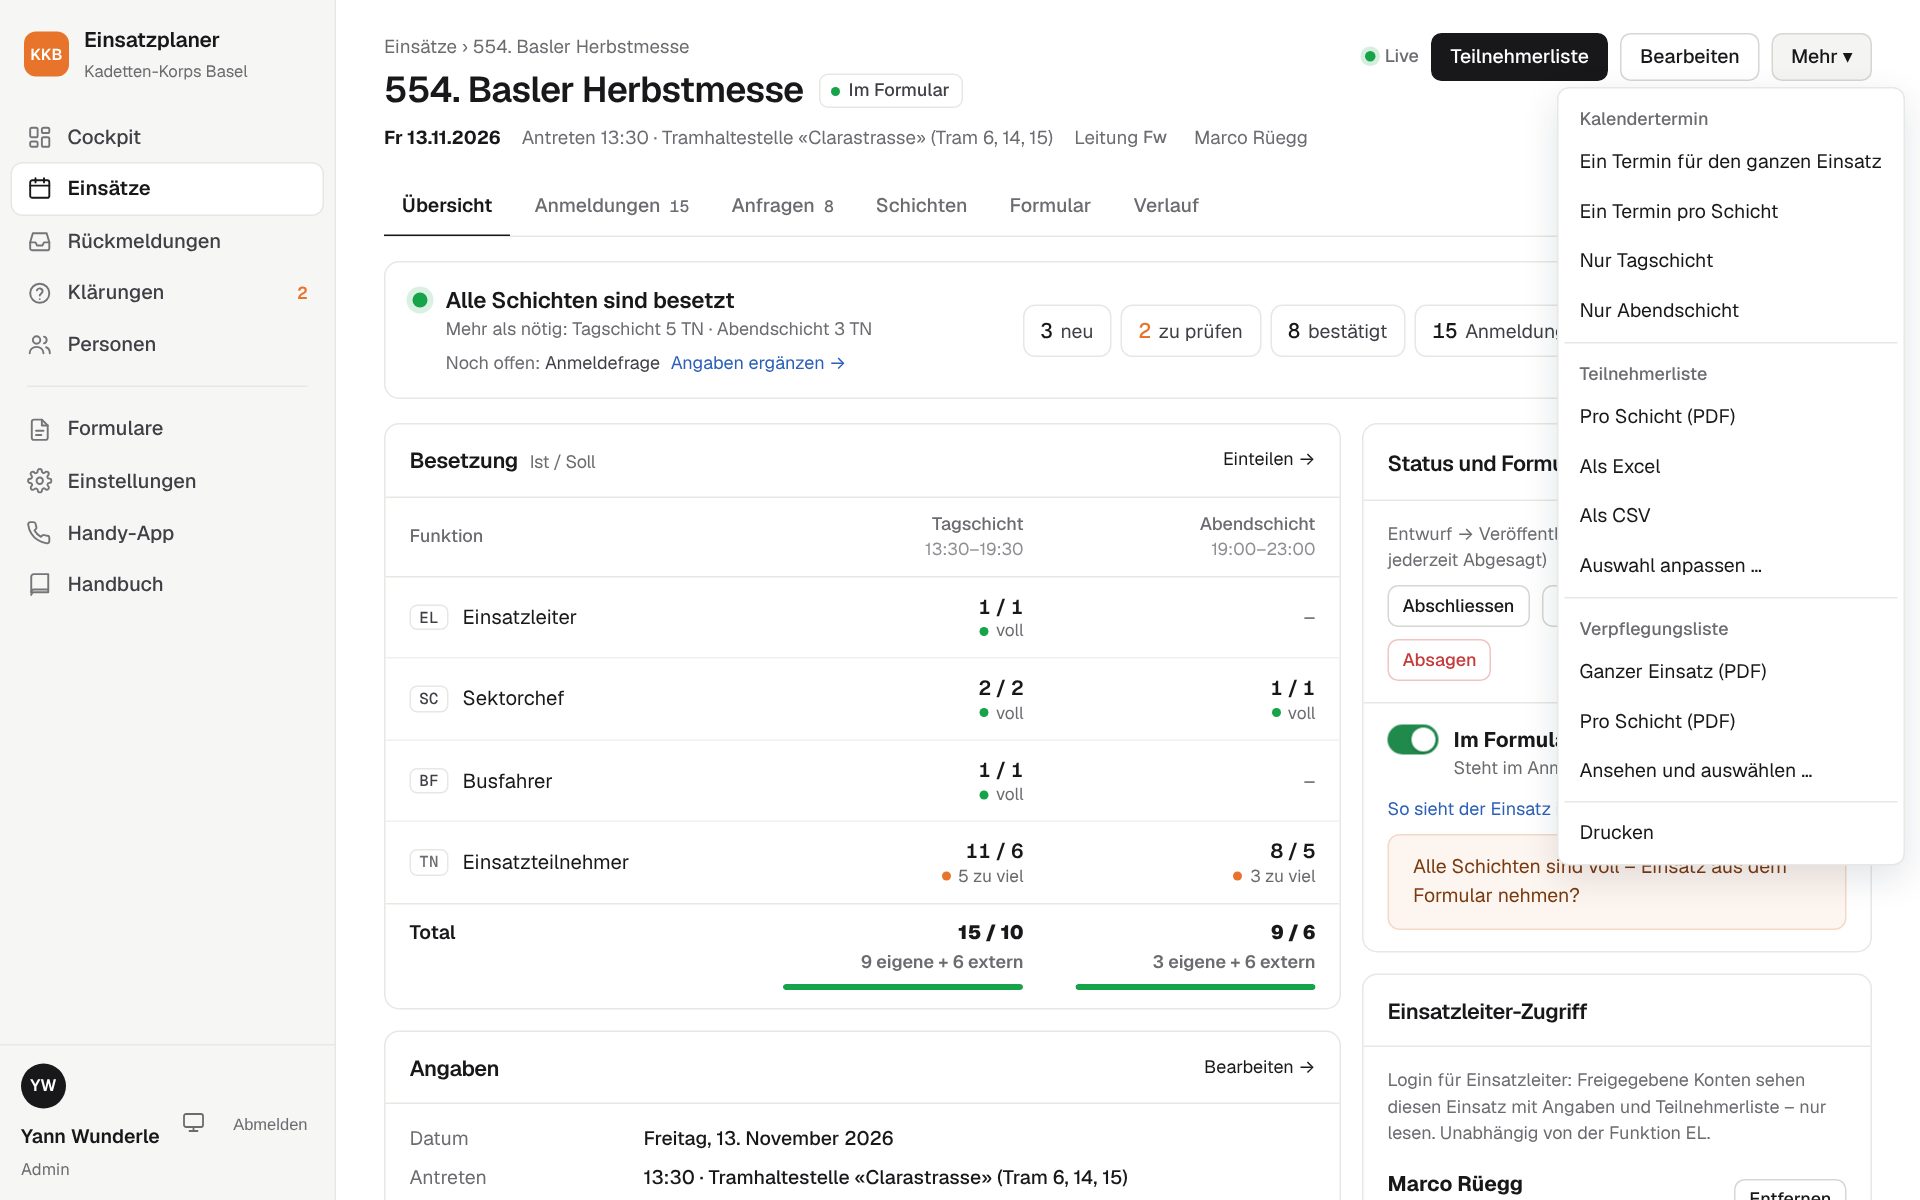 KKB
Einsatzplaner
Kadetten-Korps Basel
Cockpit
Einsätze
Rückmeldungen
Klärungen 2
Personen
Formulare
Einstellungen
Handy-App
Handbuch
YW
Yann Wunderle
Admin
Abmelden
Einsätze › 554. Basler Herbstmesse
554. Basler Herbstmesse
Im Formular
Fr 13.11.2026 Antreten 13:30 · Tramhaltestelle «Clarastrasse» (Tram 6, 14, 15) Leitung Fw Marco Rüegg
Live
Teilnehmerliste
Bearbeiten
Mehr ▾
Übersicht Anmeldungen 15 Anfragen 8 Schichten Formular Verlauf
Alle Schichten sind besetzt
Mehr als nötig: Tagschicht 5 TN · Abendschicht 3 TN
Noch offen: Anmeldefrage Angaben ergänzen →
3 neu
2 zu prüfen
8 bestätigt
15
Besetzung Ist / Soll
Einteilen →
Funktion
Tagschicht
13:30–19:30
Abendschicht
19:00–23:00
EL Einsatzleiter
1 / 1
voll
–
SC Sektorchef
2 / 2
voll
1 / 1
voll
BF Busfahrer
1 / 1
voll
–
TN Einsatzteilnehmer
11 / 6
5 zu viel
8 / 5
3 zu viel
Total
15 / 10
9 eigene + 6 extern
9 / 6
3 eigene + 6 extern
Angaben
Bearbeiten →
Datum Freitag, 13. November 2026
Antreten 13:30 · Tramhaltestelle «Clarastrasse» (Tram 6, 14, 15)
Kalendertermin
Ein Termin für den ganzen Einsatz
Ein Termin pro Schicht
Nur Tagschicht
Nur Abendschicht
Teilnehmerliste
Pro Schicht (PDF)
Als Excel
Als CSV
Auswahl anpassen ...
Verpflegungsliste
Ganzer Einsatz (PDF)
Pro Schicht (PDF)
Ansehen und auswählen ...
Drucken
Status und
Entwurf →
jederzeit Abgesagt)
Abschliessen
Absagen
Im
Steht im
So sieht der Einsatz
Alle Schichten sind voll – Einsatz aus dem
Formular nehmen?
Einsatzleiter-Zugriff
Login für Einsatzleiter: Freigegebene Konten sehen
diesen Einsatz mit Angaben und Teilnehmerliste – nur
lesen. Unabhängig von der Funktion EL.
Marco Rüegg
Entfernen